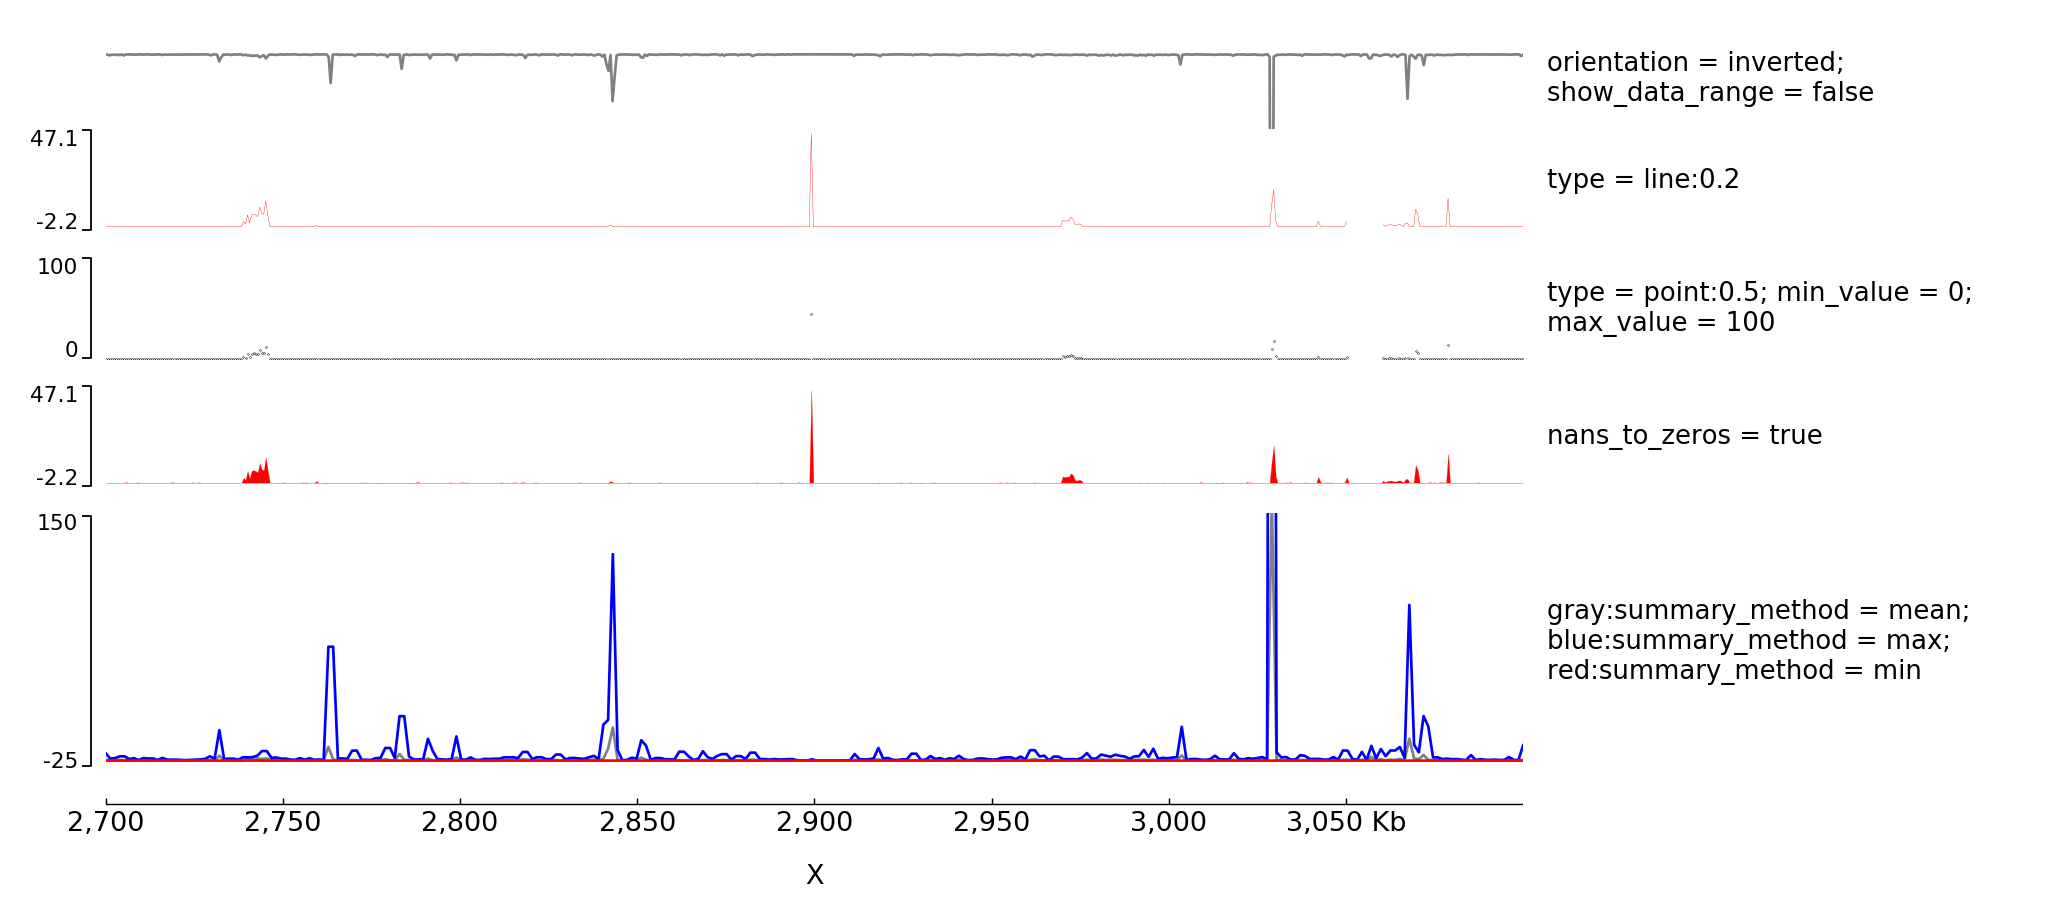 orientation = inverted;
show_data_range = false
47.1
-2.2
type = line:0.2
100
0
type = point:0.5; min_value = 0;
max_value = 100
47.1
-2.2
nans_to_zeros = true
150
-25
gray:summary_method = mean;
blue:summary_method = max;
red:summary_method = min
2,700 2,750 2,800 2,850 2,900 2,950 3,000 3,050 Kb
X